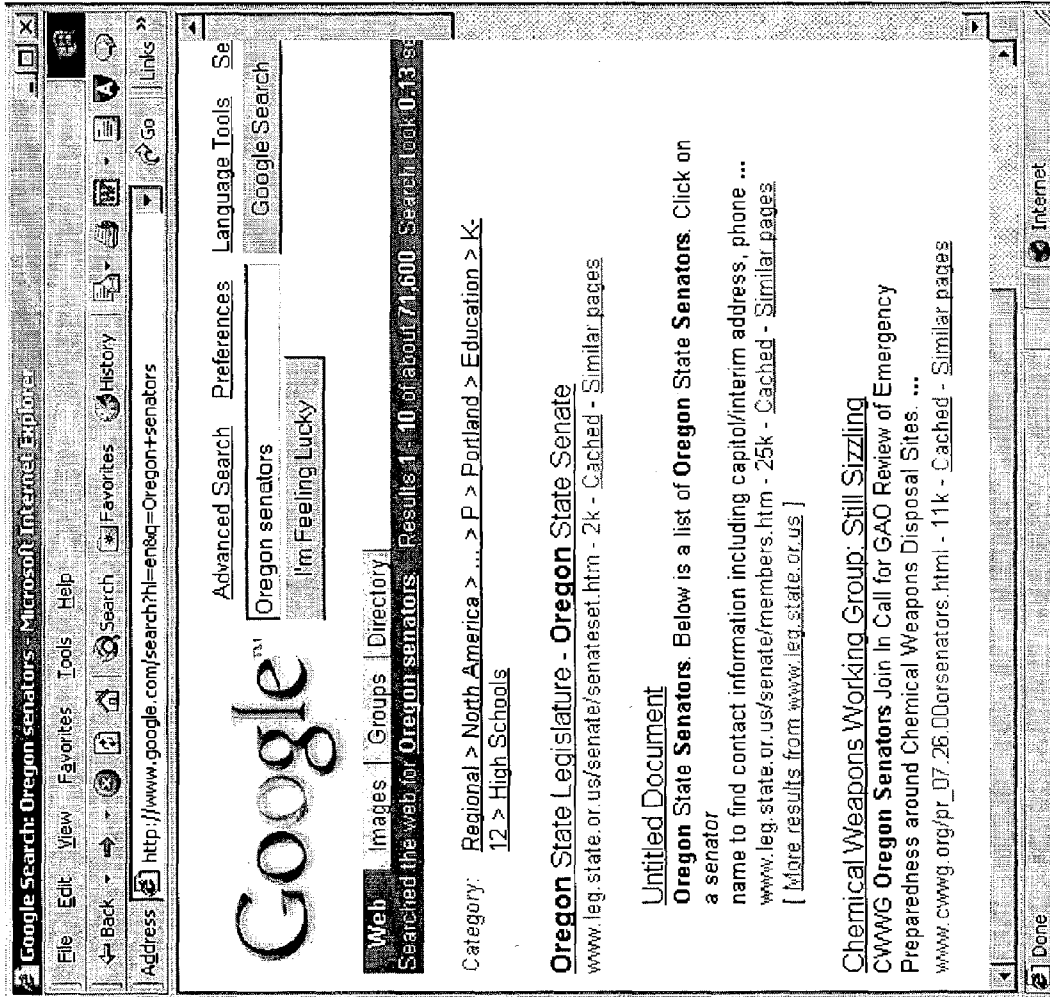 Google Search: Oregon senators - Microsoft Internet Explorer
File Edit View Favorites Tools Help
Back Search Favorites History
Address http://www.google.com/search?hl=en&q=Oregon+senators Go Links »
Google™
Advanced Search Preferences Language Tools Se
Oregon senators Google Search
I'm Feeling Lucky
Web Images Groups Directory
Searched the web for Oregon senators. Results 1 - 10 of about 71,600. Search took 0.13 se
Category: Regional > North America > ... > P > Portland > Education > K-
12 > High Schools
Oregon State Legislature - Oregon State Senate
www.leg.state.or.us/senate/senateset.htm - 2k - Cached - Similar pages
Untitled Document
Oregon State Senators. Below is a list of Oregon State Senators. Click on
a senator
name to find contact information including capitol/interim address, phone ...
www.leg.state.or.us/senate/members.htm - 25k - Cached - Similar pages
[ More results from www.leg.state.or.us ]
Chemical Weapons Working Group: Still Sizzling
CWWG Oregon Senators Join In Call for GAO Review of Emergency
Preparedness around Chemical Weapons Disposal Sites. ...
www.cwwg.org/pr_07.26.00orsenators.html - 11k - Cached - Similar pages
Done Internet